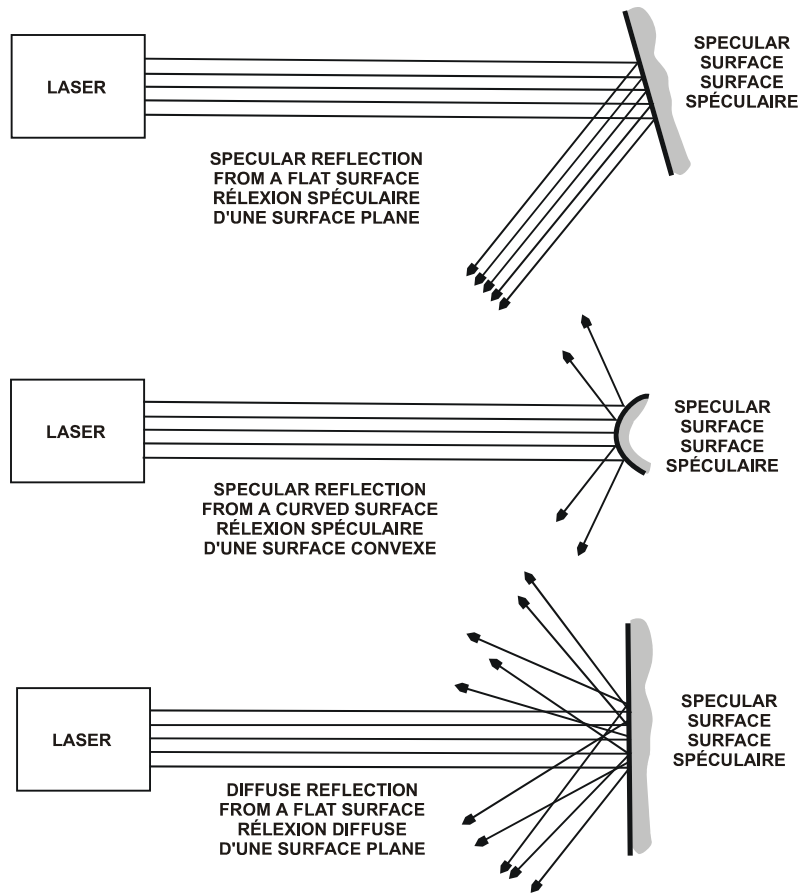 LASER
SPECULAR
SURFACE
SURFACE
SPÉCULAIRE
SPECULAR REFLECTION
FROM A FLAT SURFACE
RÉLEXION SPÉCULAIRE
D'UNE SURFACE PLANE
LASER
SPECULAR
SURFACE
SURFACE
SPÉCULAIRE
SPECULAR REFLECTION
FROM A CURVED SURFACE
RÉLEXION SPÉCULAIRE
D'UNE SURFACE CONVEXE
LASER
SPECULAR
SURFACE
SURFACE
SPÉCULAIRE
DIFFUSE REFLECTION
FROM A FLAT SURFACE
RÉLEXION DIFFUSE
D'UNE SURFACE PLANE